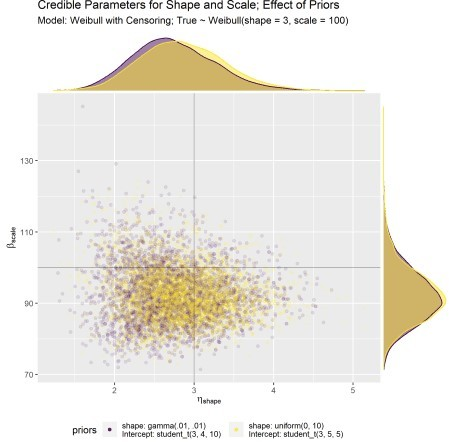 Credible Parameters for Shape and Scale; Effect of Priors
Model: Weibull with Censoring; True ~ Weibull(shape = 3, scale = 100)
130
110
90
70
βscale
2 3 4 5
ηshape
priors
shape: gamma(.01, .01)
Intercept: student_t(3, 4, 10)
shape: uniform(0, 10)
Intercept: student_t(3, 5, 5)